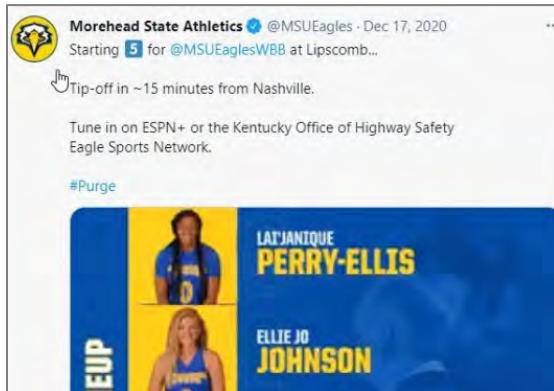 Morehead State Athletics @MSUEagles · Dec 17, 2020
Starting 5 for @MSUEaglesWBB at Lipscomb...
Tip-off in ~15 minutes from Nashville.
Tune in on ESPN+ or the Kentucky Office of Highway Safety
Eagle Sports Network.
#Purge
LAI'JANIQUE
PERRY-ELLIS
ELLIE JO
JOHNSON
EUP